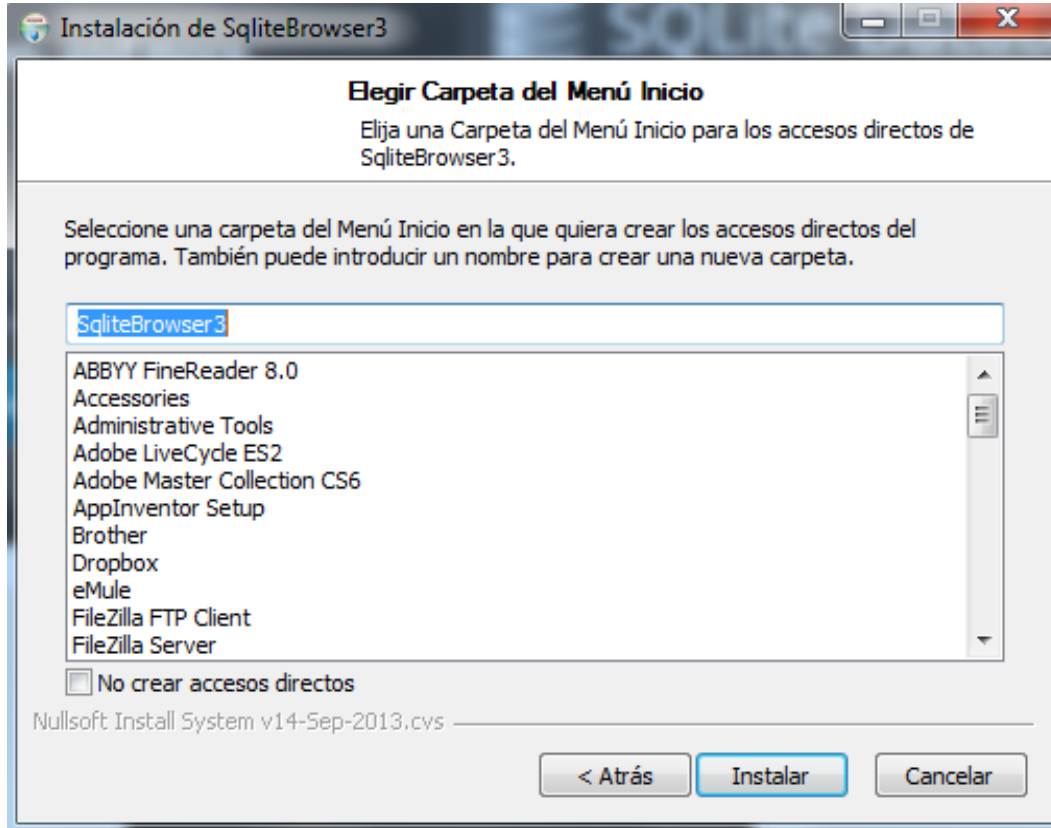 Instalación de SqliteBrowser3
Elegir Carpeta del Menú Inicio
Elija una Carpeta del Menú Inicio para los accesos directos de
SqliteBrowser3.
Seleccione una carpeta del Menú Inicio en la que quiera crear los accesos directos del
programa. También puede introducir un nombre para crear una nueva carpeta.
SqliteBrowser3
ABBYY FineReader 8.0
Accessories
Administrative Tools
Adobe LiveCycle ES2
Adobe Master Collection CS6
AppInventor Setup
Brother
Dropbox
eMule
FileZilla FTP Client
FileZilla Server
No crear accesos directos
Nullsoft Install System v14-Sep-2013.cvs
< Atrás
Instalar
Cancelar